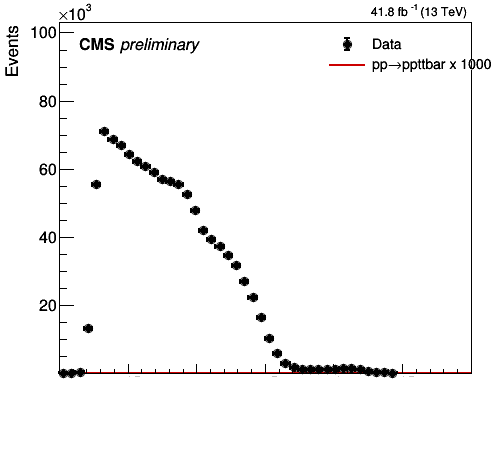 ×10³
41.8 fb⁻¹ (13 TeV)
Events
100
80
60
40
20
CMS preliminary
Data
pp→ppttbar x 1000